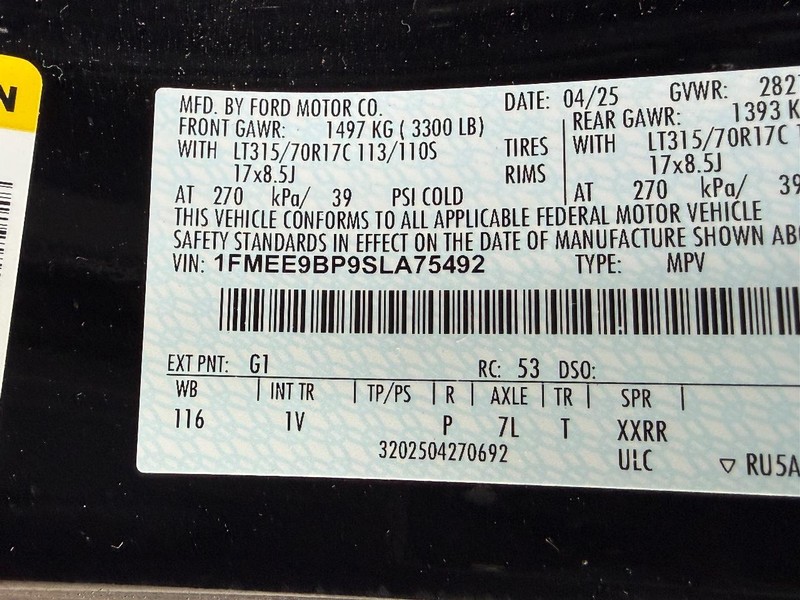 N
MFD. BY FORD MOTOR CO. DATE: 04/25 GVWR: 282
FRONT GAWR: 1497 KG ( 3300 LB) REAR GAWR: 1393 K
WITH LT315/70R17C 113/110S TIRES WITH LT315/70R17C
17x8.5J RIMS 17x8.5J
AT 270 kPa/ 39 PSI COLD AT 270 kPa/ 39
THIS VEHICLE CONFORMS TO ALL APPLICABLE FEDERAL MOTOR VEHICLE
SAFETY STANDARDS IN EFFECT ON THE DATE OF MANUFACTURE SHOWN ABO
VIN: 1FMEE9BP9SLA75492 TYPE: MPV
EXT PNT: G1 RC: 53 DSO:
WB | INT TR | TP/PS | R | AXLE | TR | SPR |
116 1V P 7L T XXRR
3202504270692 ULC ▽ RU5A